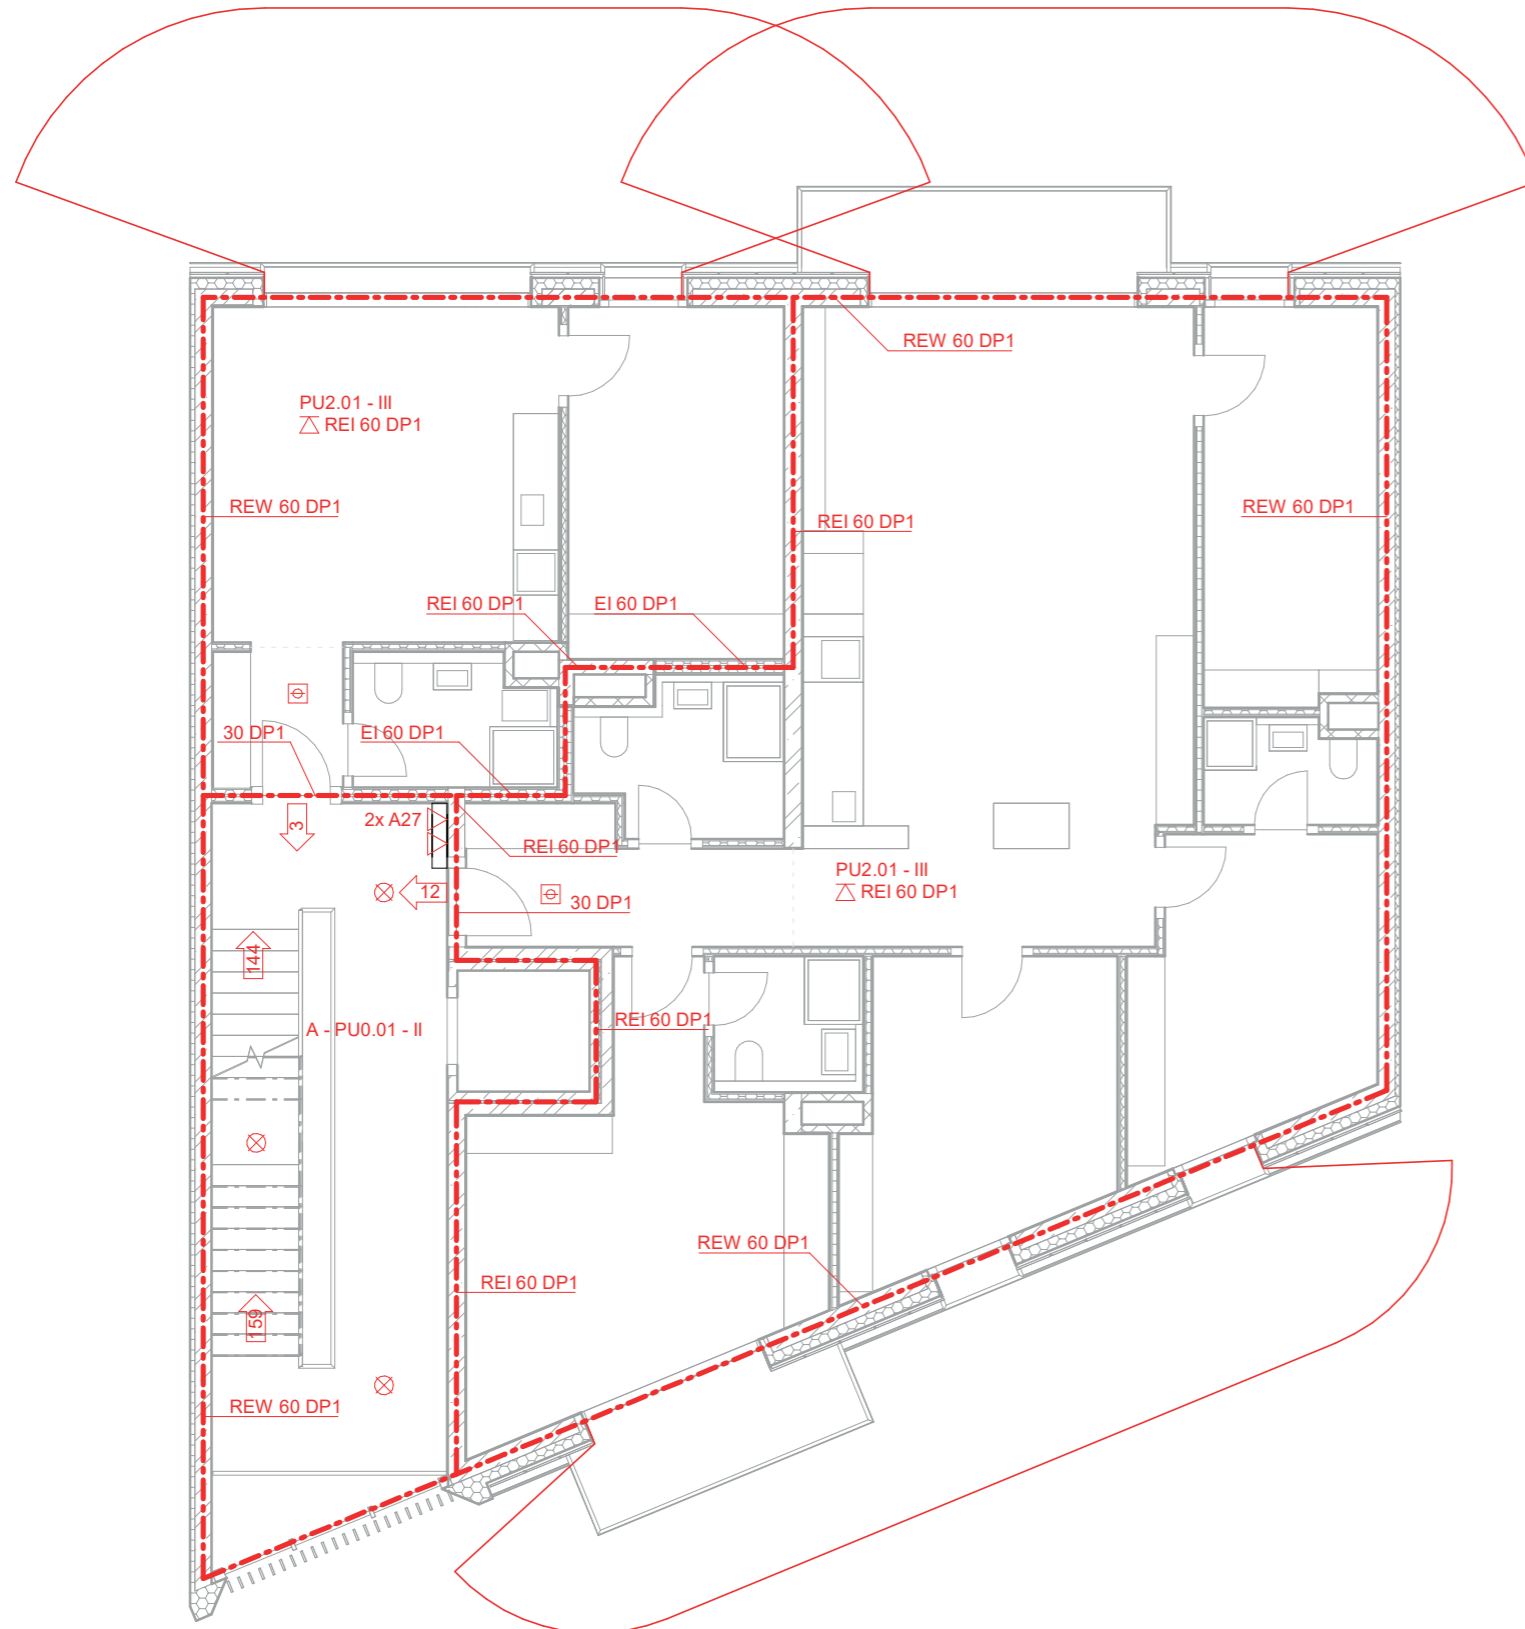 REW 60 DP1
PU2.01 - III
REI 60 DP1
REW 60 DP1
REI 60 DP1
REW 60 DP1
REI 60 DP1
EI 60 DP1
30 DP1
EI 60 DP1
3
2x A27
REI 60 DP1
PU2.01 - III
REI 60 DP1
12
30 DP1
144
A - PU0.01 - II
REI 60 DP1
REW 60 DP1
REI 60 DP1
159
REW 60 DP1